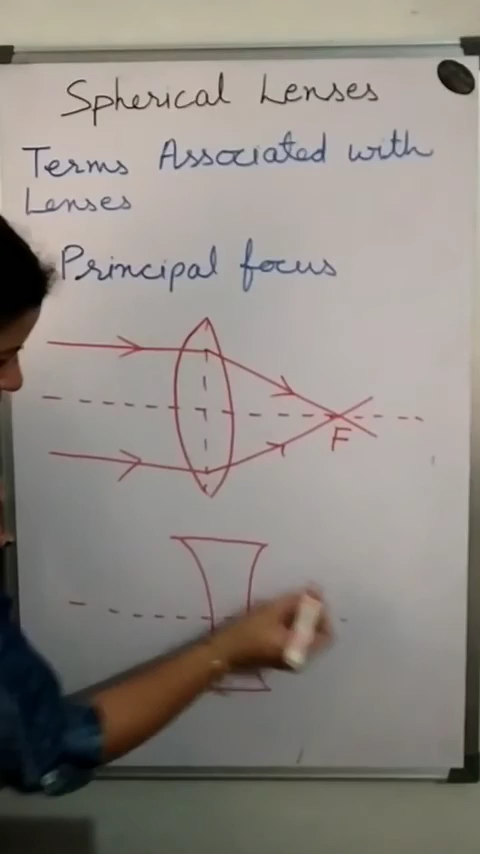 Spherical Lenses
Terms Associated with
Lenses
Principal focus
F